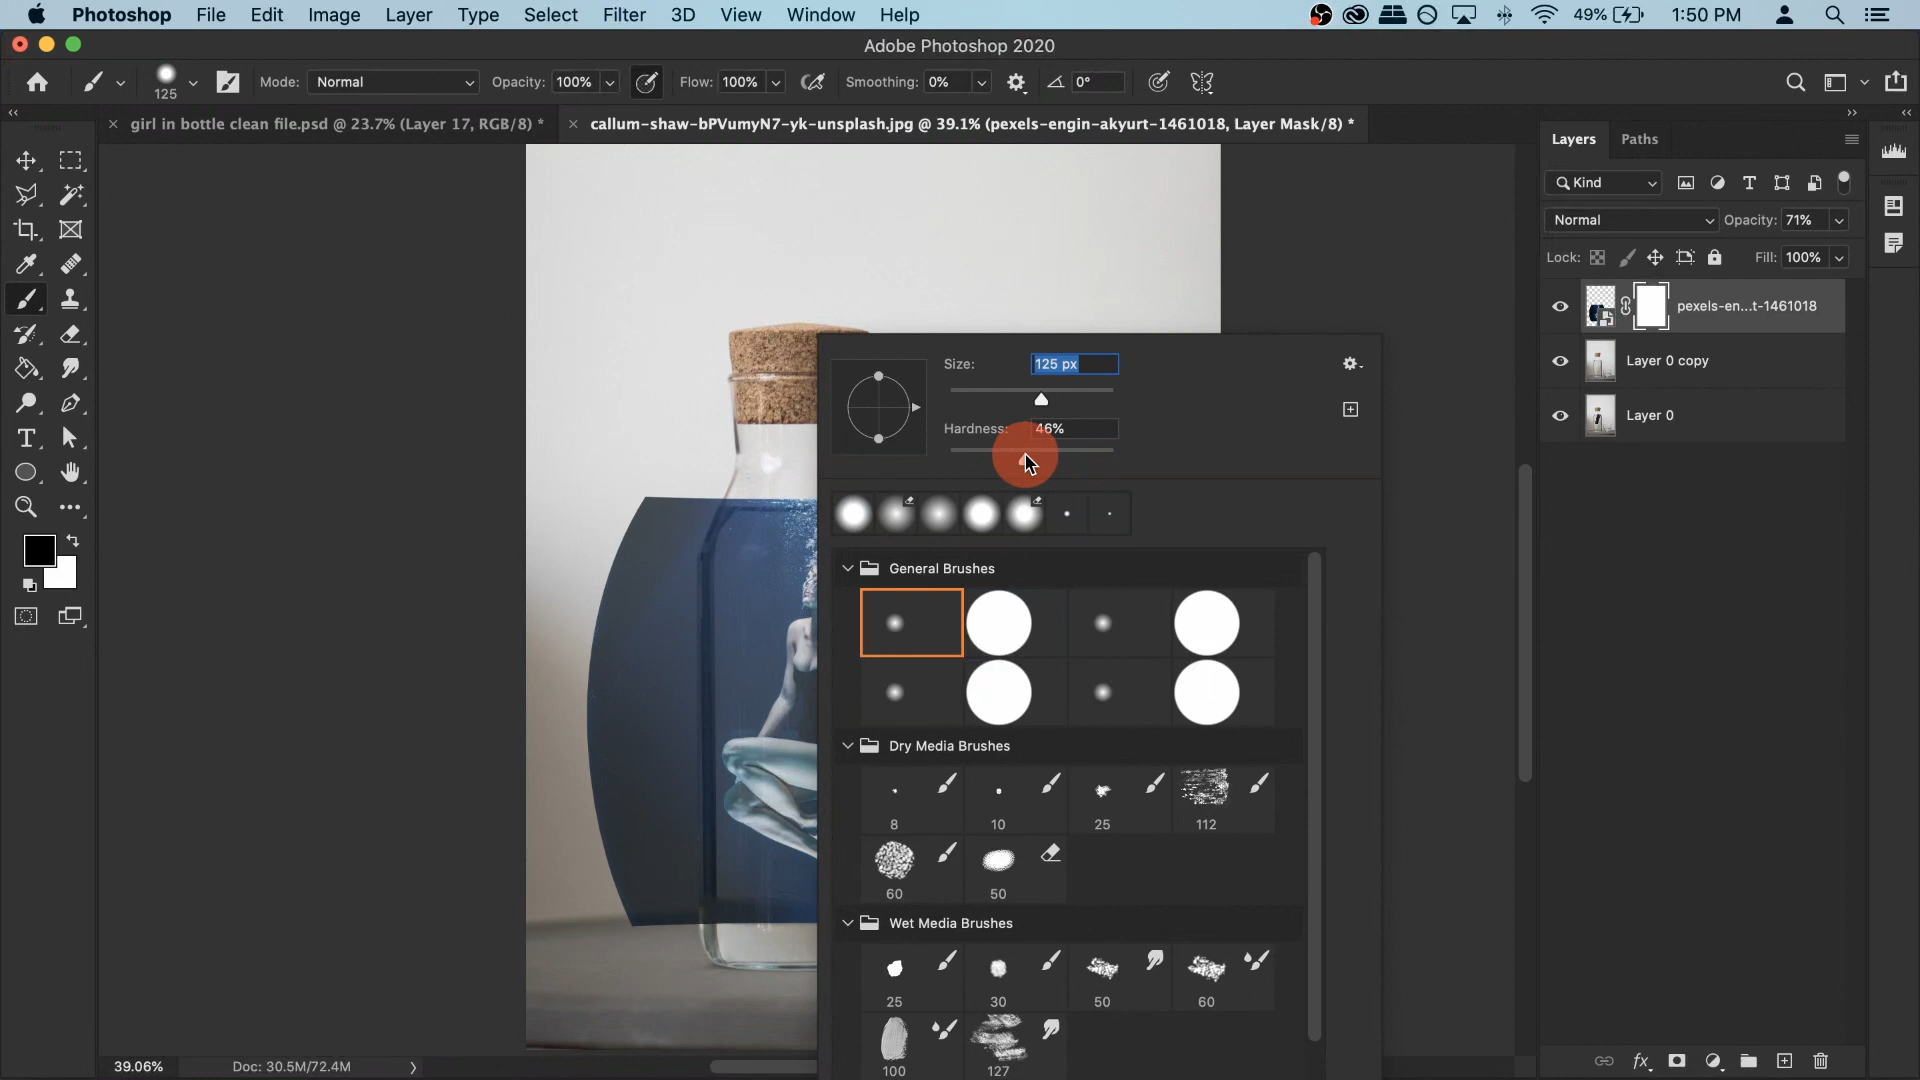 Photoshop File Edit Image Layer Type Select Filter 3D View Window Help 49% 1:50 PM
Adobe Photoshop 2020
125 Mode: Normal Opacity: 100% Flow: 100% Smoothing: 0% 0°
girl in bottle clean file.psd @ 23.7% (Layer 17, RGB/8) *
callum-shaw-bPVumyN7-yk-unsplash.jpg @ 39.1% (pexels-engin-akyurt-1461018, Layer Mask/8) *
Layers Paths
Kind
Normal Opacity: 71%
Lock: Fill: 100%
pexels-en...t-1461018
Layer 0 copy
Layer 0
Size: 125 px
Hardness: 46%
General Brushes
Dry Media Brushes
8 10 25 112
60 50
Wet Media Brushes
25 30 50 60
100 127
39.06% Doc: 30.5M/72.4M